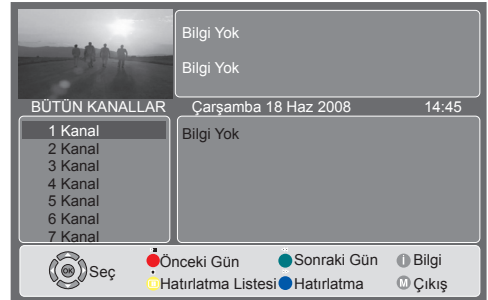 Bilgi Yok
Bilgi Yok
BÜTÜN KANALLAR Çarşamba 18 Haz 2008 14:45
1 Kanal
2 Kanal
3 Kanal
4 Kanal
5 Kanal
6 Kanal
7 Kanal
Bilgi Yok
OK Seç
Önceki Gün Sonraki Gün i Bilgi
Hatırlatma Listesi Hatırlatma M Çıkış